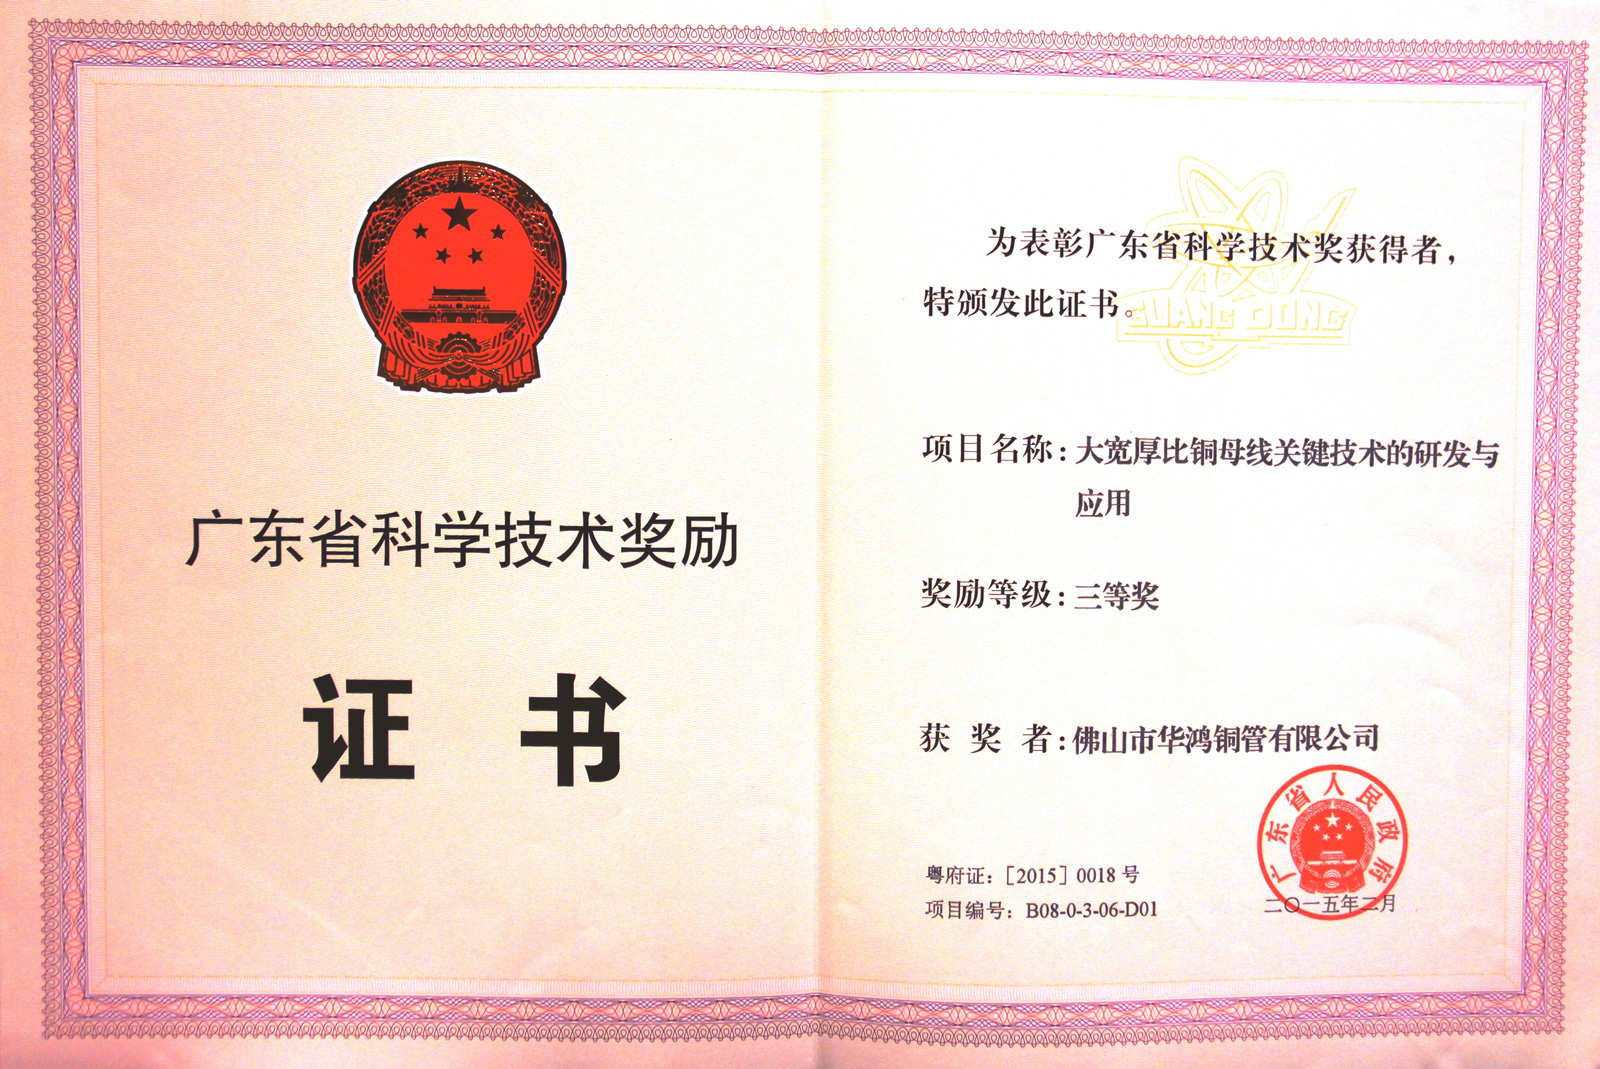 广东省科学技术奖励
证 书
为表彰广东省科学技术奖获得者，
特颁发此证书。
GUANG DONG
项目名称：大宽厚比铜母线关键技术的研发与
应用
奖励等级：三等奖
获 奖 者：佛山市华鸿铜管有限公司
广东省人民政府
粤府证：［2015］0018 号
项目编号：B08-0-3-06-D01
二〇一五年二月